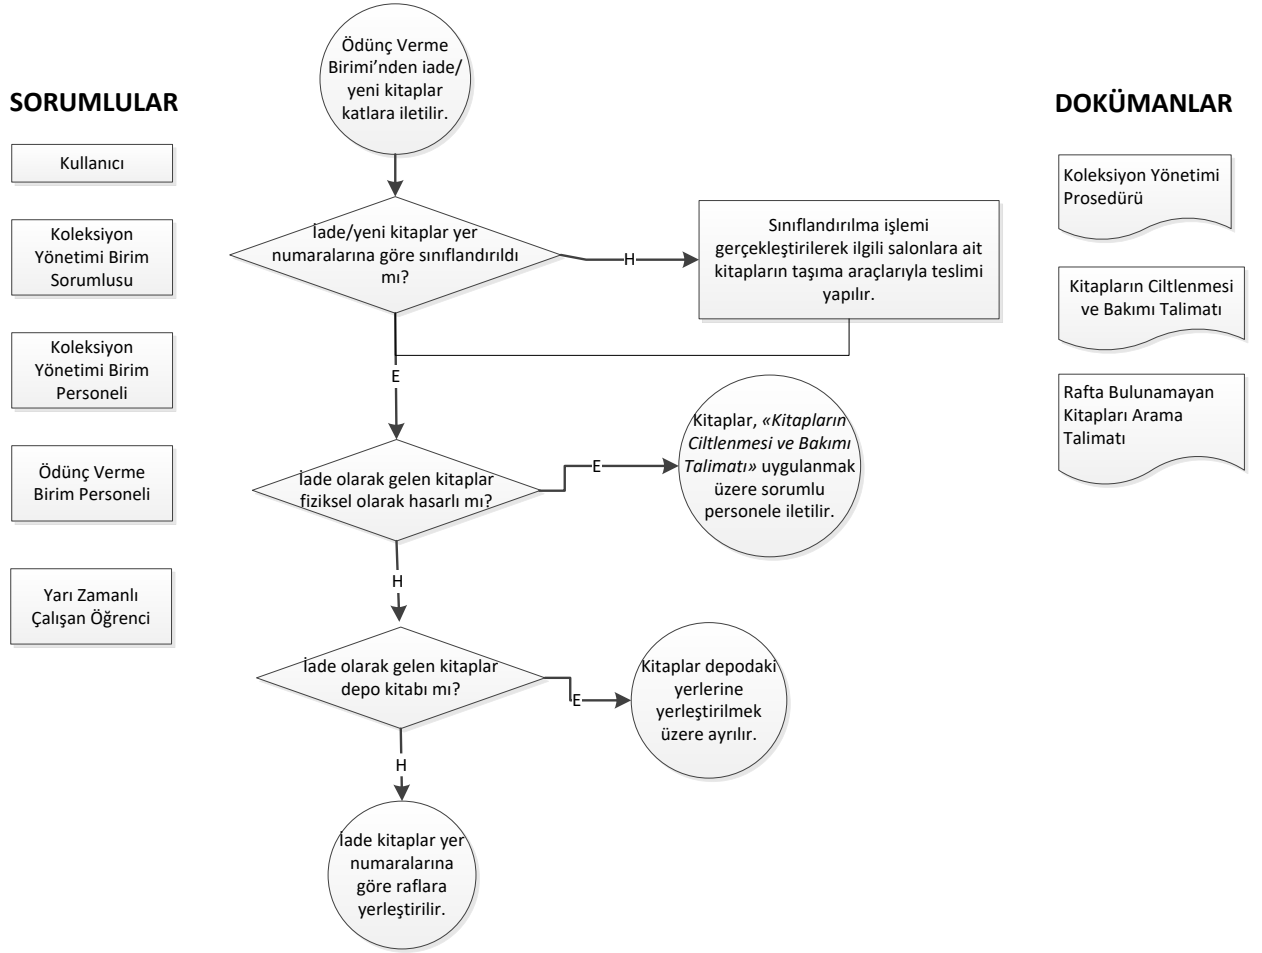 SORUMLULAR
Kullanıcı
Koleksiyon
Yönetimi Birim
Sorumlusu
Koleksiyon
Yönetimi Birim
Personeli
Ödünç Verme
Birim Personeli
Yarı Zamanlı
Çalışan Öğrenci
Ödünç Verme
Birimi’nden iade/
yeni kitaplar
katlara iletilir.
İade/yeni kitaplar yer
numaralarına göre sınıflandırıldı
mı?
H
Sınıflandırılma işlemi
gerçekleştirilerek ilgili salonlara ait
kitapların taşıma araçlarıyla teslimi
yapılır.
E
İade olarak gelen kitaplar
fiziksel olarak hasarlı mı?
E
Kitaplar, «Kitapların
Ciltlenmesi ve Bakımı
Talimatı» uygulanmak
üzere sorumlu
personele iletilir.
H
İade olarak gelen kitaplar
depo kitabı mı?
E
Kitaplar depodaki
yerlerine
yerleştirilmek
üzere ayrılır.
H
İade kitaplar yer
numaralarına
göre raflara
yerleştirilir.
DOKÜMANLAR
Koleksiyon Yönetimi
Prosedürü
Kitapların Ciltlenmesi
ve Bakımı Talimatı
Rafta Bulunamayan
Kitapları Arama
Talimatı